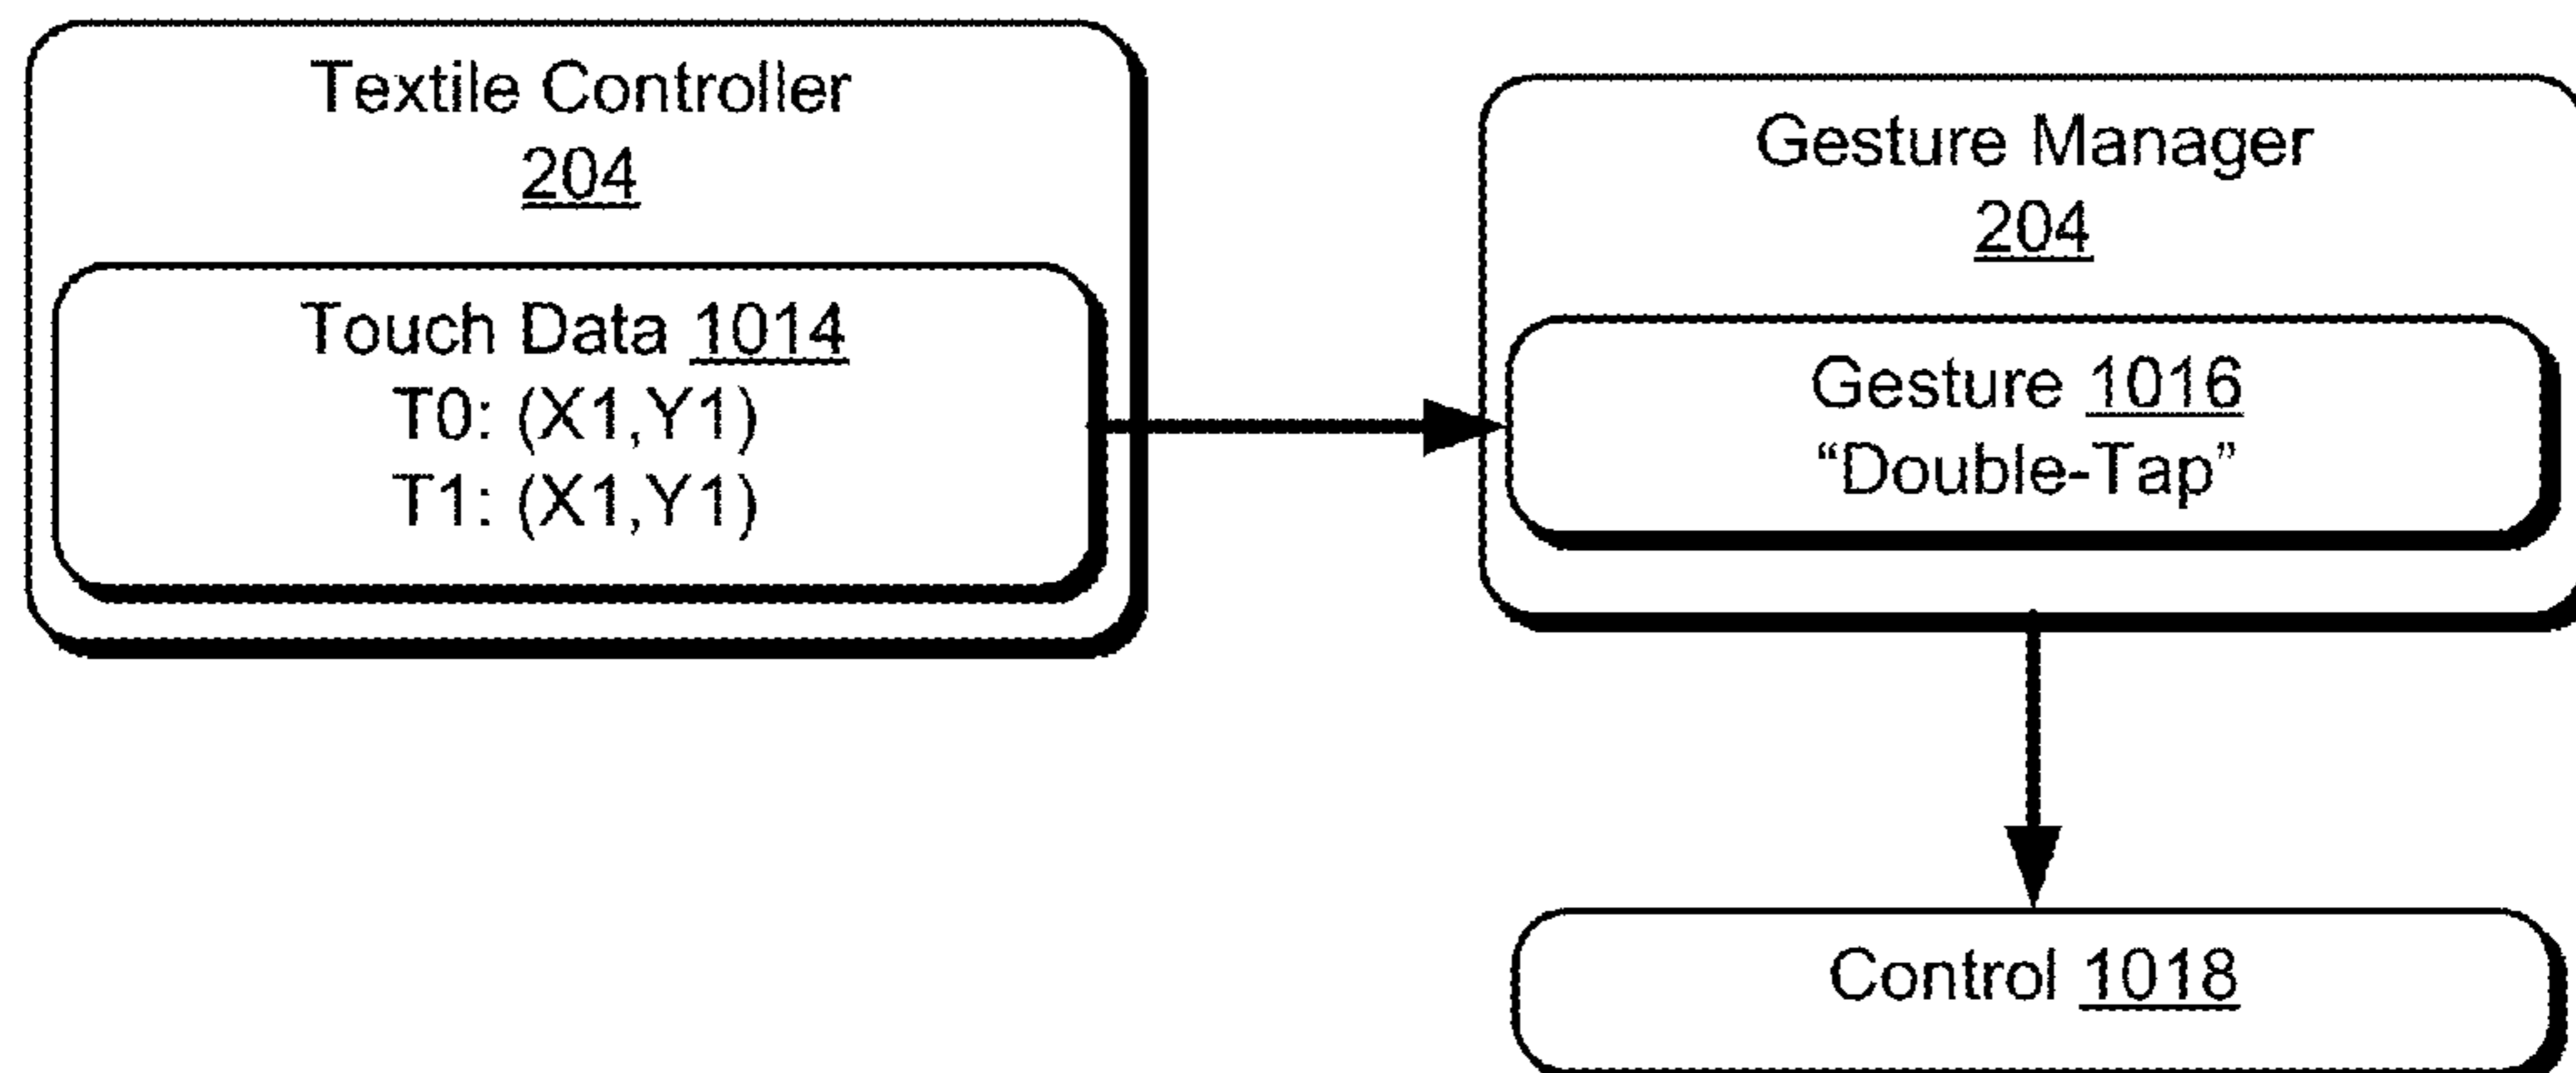 Textile Controller
204
Touch Data 1014
T0: (X1,Y1)
T1: (X1,Y1)
Gesture Manager
204
Gesture 1016
“Double-Tap”
Control 1018